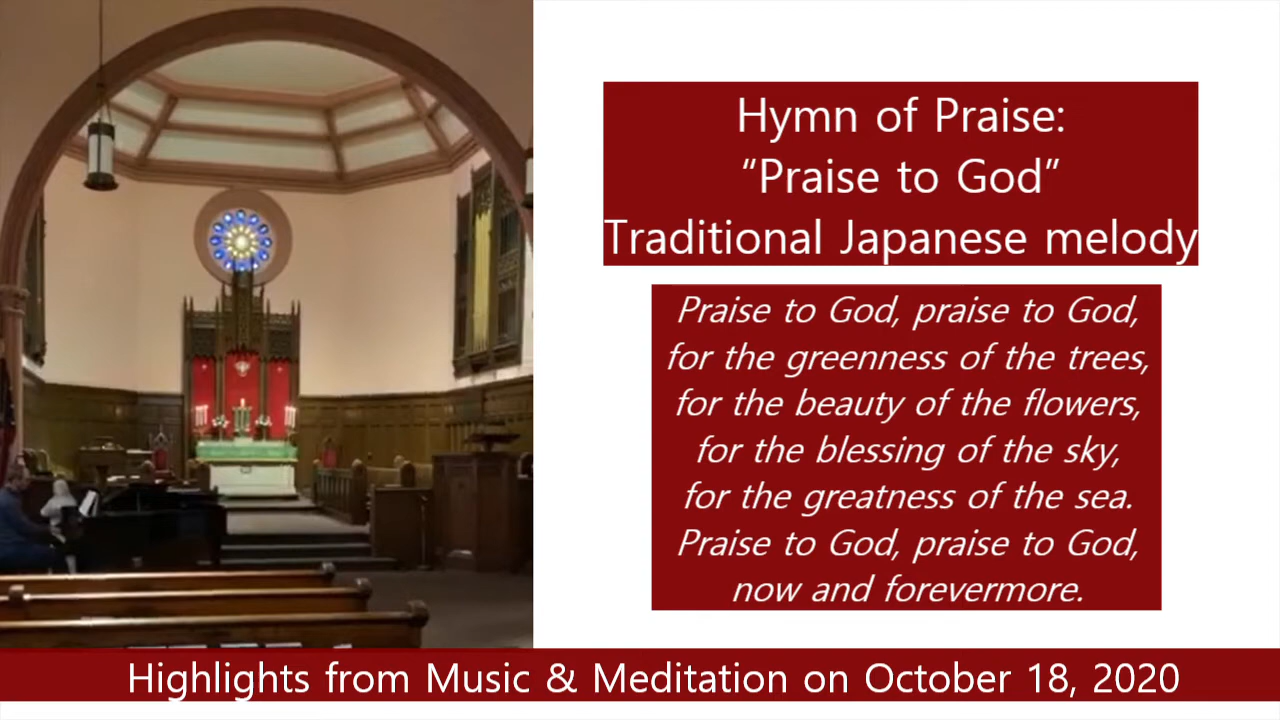 Hymn of Praise:
“Praise to God”
Traditional Japanese melody
Praise to God, praise to God,
for the greenness of the trees,
for the beauty of the flowers,
for the blessing of the sky,
for the greatness of the sea.
Praise to God, praise to God,
now and forevermore.
Highlights from Music & Meditation on October 18, 2020